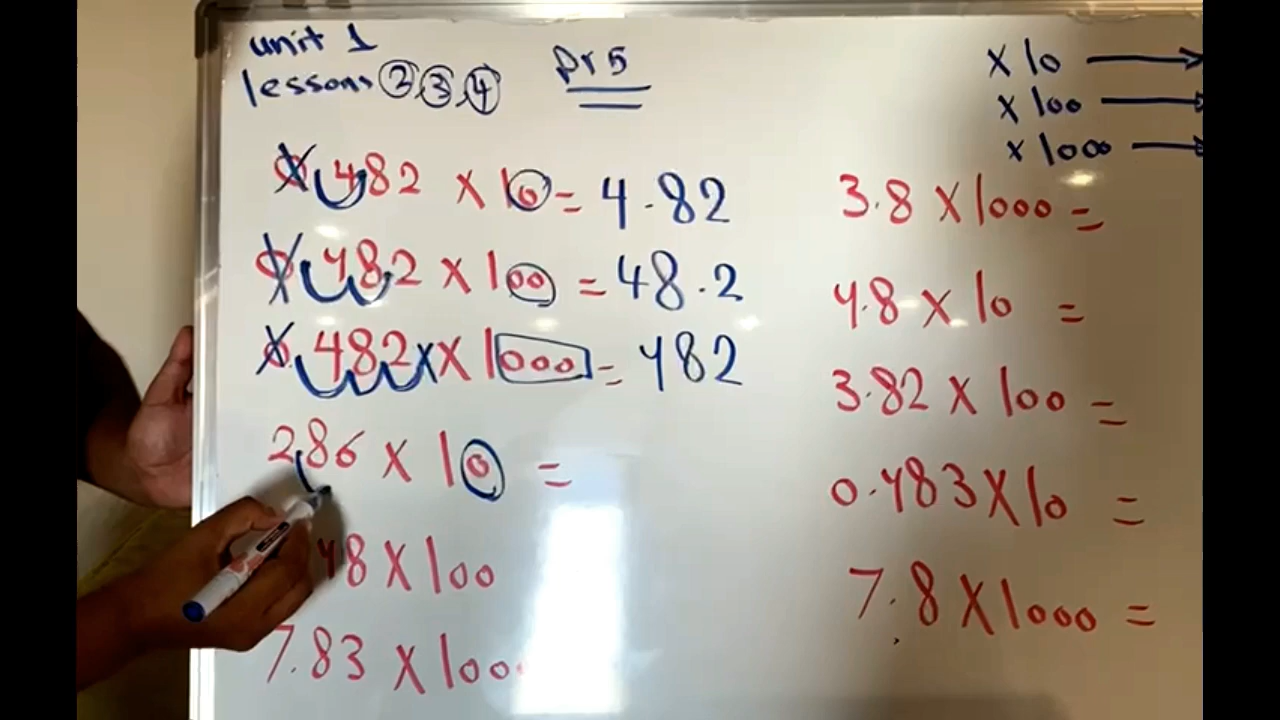 unit 1
lessons 2, 3, 4
pr 5
x 10
x 100
x 1000
0.482 x 10 = 4.82
0.482 x 100 = 48.2
0.482 x 1000 = 482
2.86 x 10 =
48 x 100
7.83 x 100
3.8 x 1000 =
4.8 x 10 =
3.82 x 100 =
0.483 x 10 =
7.8 x 1000 =